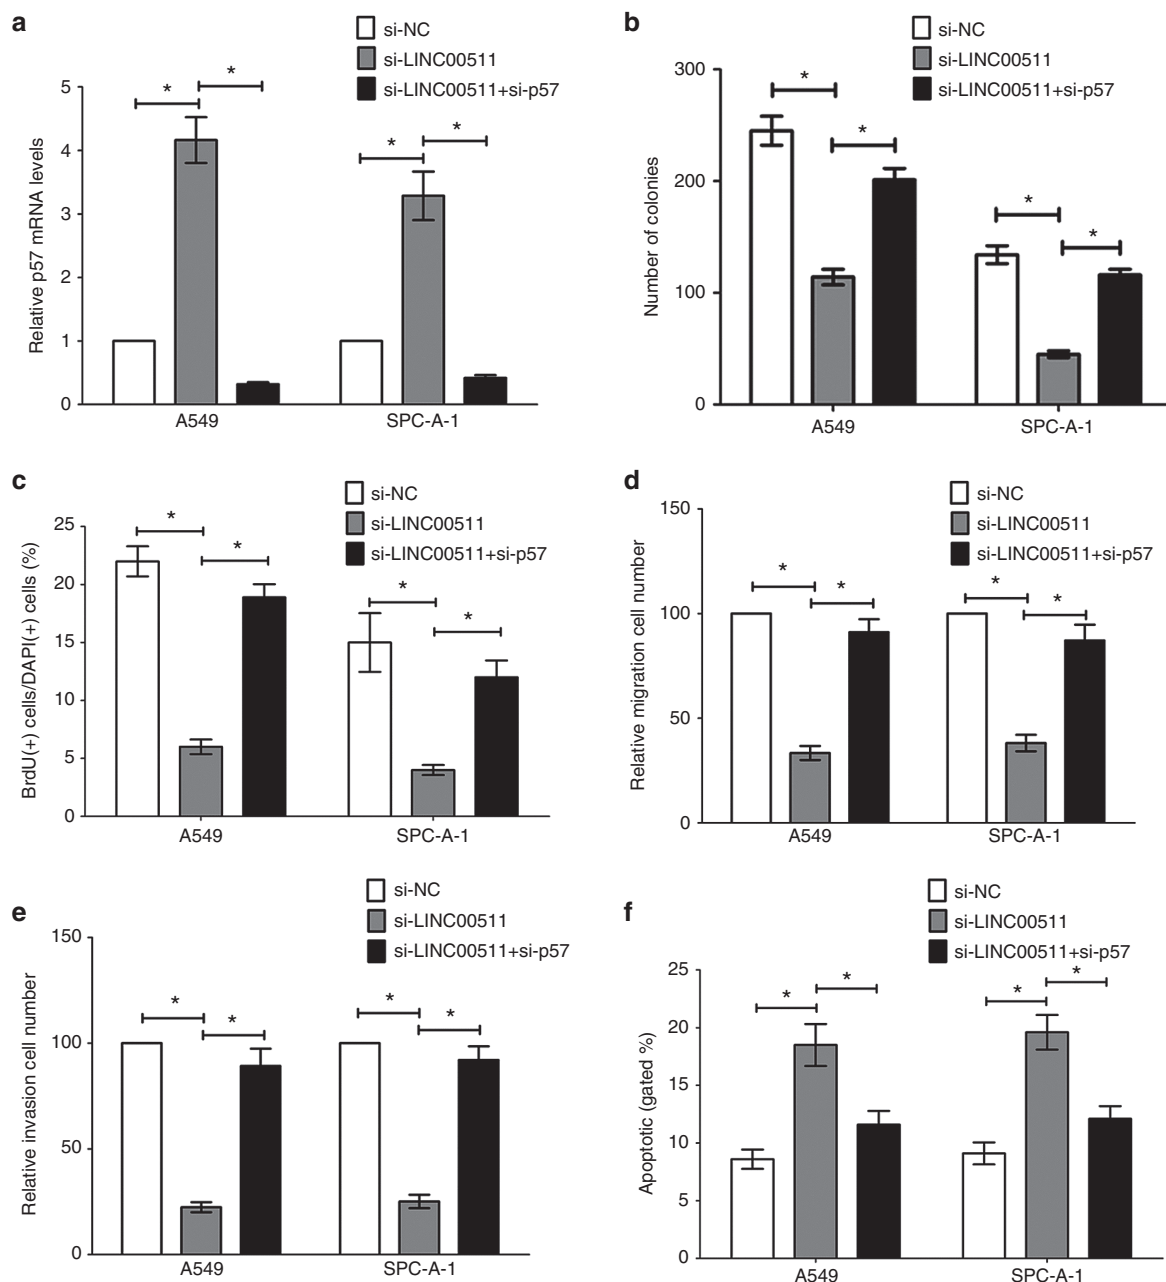 a
si-NC
si-LINC00511
si-LINC00511+si-p57
Relative p57 mRNA levels
5
4
3
2
1
0
* * * *
A549 SPC-A-1
b
si-NC
si-LINC00511
si-LINC00511+si-p57
Number of colonies
300
200
100
0
* * * *
A549 SPC-A-1
c
si-NC
si-LINC00511
si-LINC00511+si-p57
BrdU(+) cells/DAPI(+) cells (%)
25
20
15
10
5
0
* * * *
A549 SPC-A-1
d
si-NC
si-LINC00511
si-LINC00511+si-p57
Relative migration cell number
150
100
50
0
* * * *
A549 SPC-A-1
e
si-NC
si-LINC00511
si-LINC00511+si-p57
Relative invasion cell number
150
100
50
0
* * * *
A549 SPC-A-1
f
si-NC
si-LINC00511
si-LINC00511+si-p57
Apoptotic (gated %)
25
20
15
10
5
0
* * * *
A549 SPC-A-1